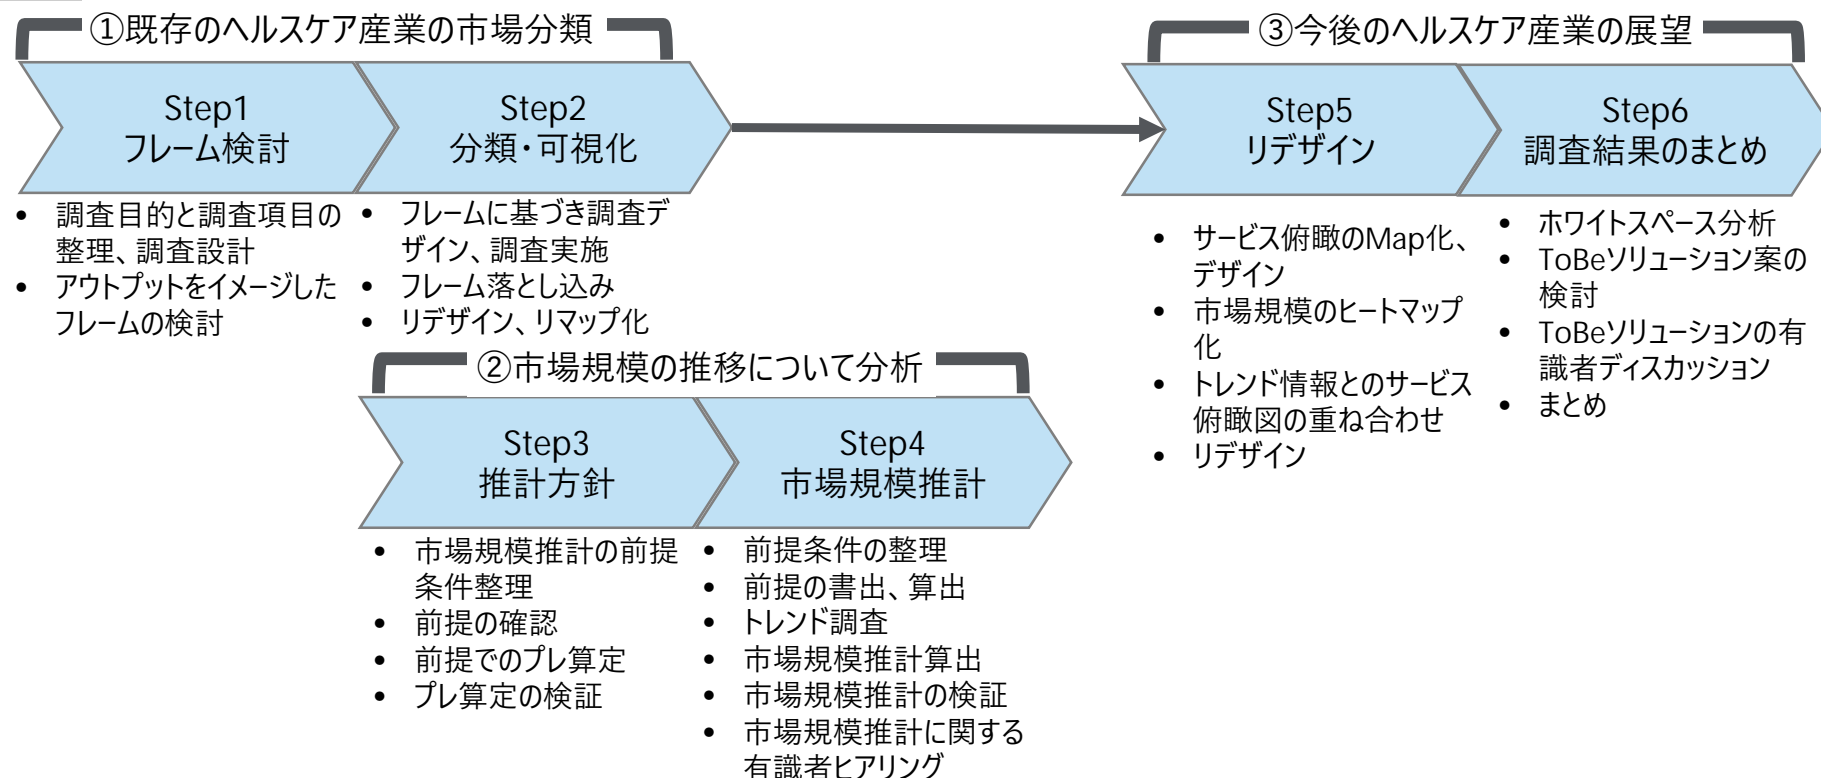 ①既存のヘルスケア産業の市場分類
Step1
フレーム検討
Step2
分類・可視化
• 調査目的と調査項目の
整理、調査設計
• アウトプットをイメージした
フレームの検討
• フレームに基づき調査デ
ザイン、調査実施
• フレーム落とし込み
• リデザイン、リマップ化
②市場規模の推移について分析
Step3
推計方針
Step4
市場規模推計
• 市場規模推計の前提
条件整理
• 前提の確認
• 前提でのプレ算定
• プレ算定の検証
• 前提条件の整理
• 前提の書出、算出
• トレンド調査
• 市場規模推計算出
• 市場規模推計の検証
• 市場規模推計に関する
有識者ヒアリング
③今後のヘルスケア産業の展望
Step5
リデザイン
Step6
調査結果のまとめ
• サービス俯瞰のMap化、
デザイン
• 市場規模のヒートマップ
化
• トレンド情報とのサービス
俯瞰図の重ね合わせ
• リデザイン
• ホワイトスペース分析
• ToBeソリューション案の
検討
• ToBeソリューションの有
識者ディスカッション
• まとめ